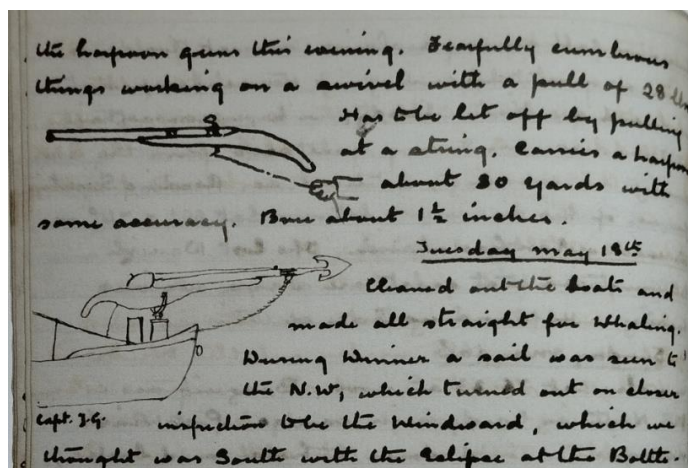 the harpoon guns this evening. Fearfully cumbrous
things working on a swivel with a pull of 28 lbs
Has to be let off by pulling
at a string. Carries a harpoon
about 30 yards with
some accuracy. Bore about 1½ inches.
Tuesday May 18th
Cleaned out the boats and
made all straight for Whaling.
During Dinner a sail was seen to
the N.W, which turned out on closer
Capt. J.G.
inspection to be the Windward, which we
thought was South with the Eclipse at the Bottle-